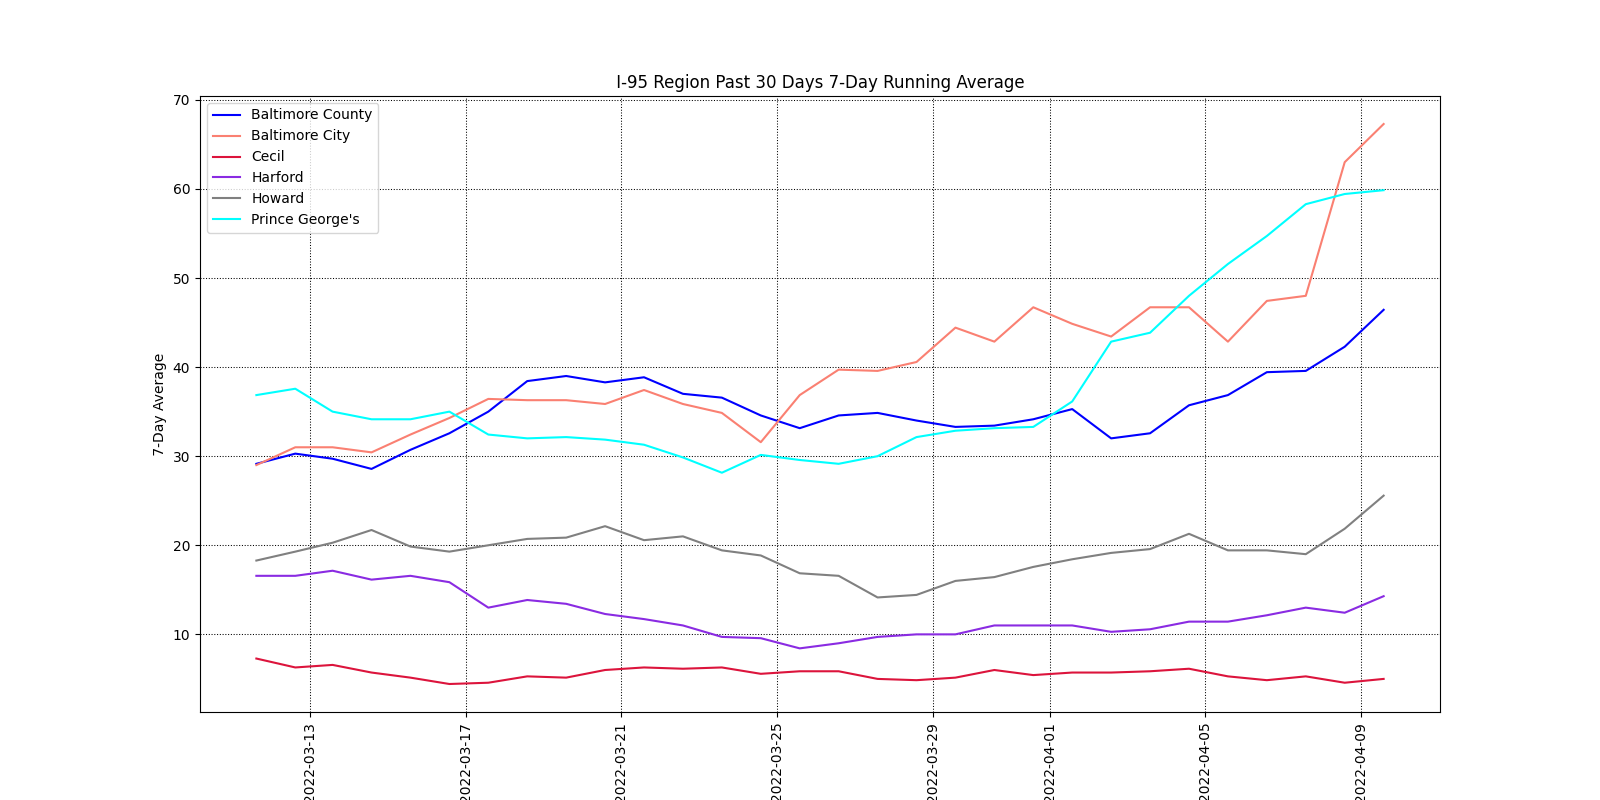 I-95 Region Past 30 Days 7-Day Running Average
70
60
50
40
30
20
10
7-Day Average
Baltimore County
Baltimore City
Cecil
Harford
Howard
Prince George's
2022-03-13
2022-03-17
2022-03-21
2022-03-25
2022-03-29
2022-04-01
2022-04-05
2022-04-09